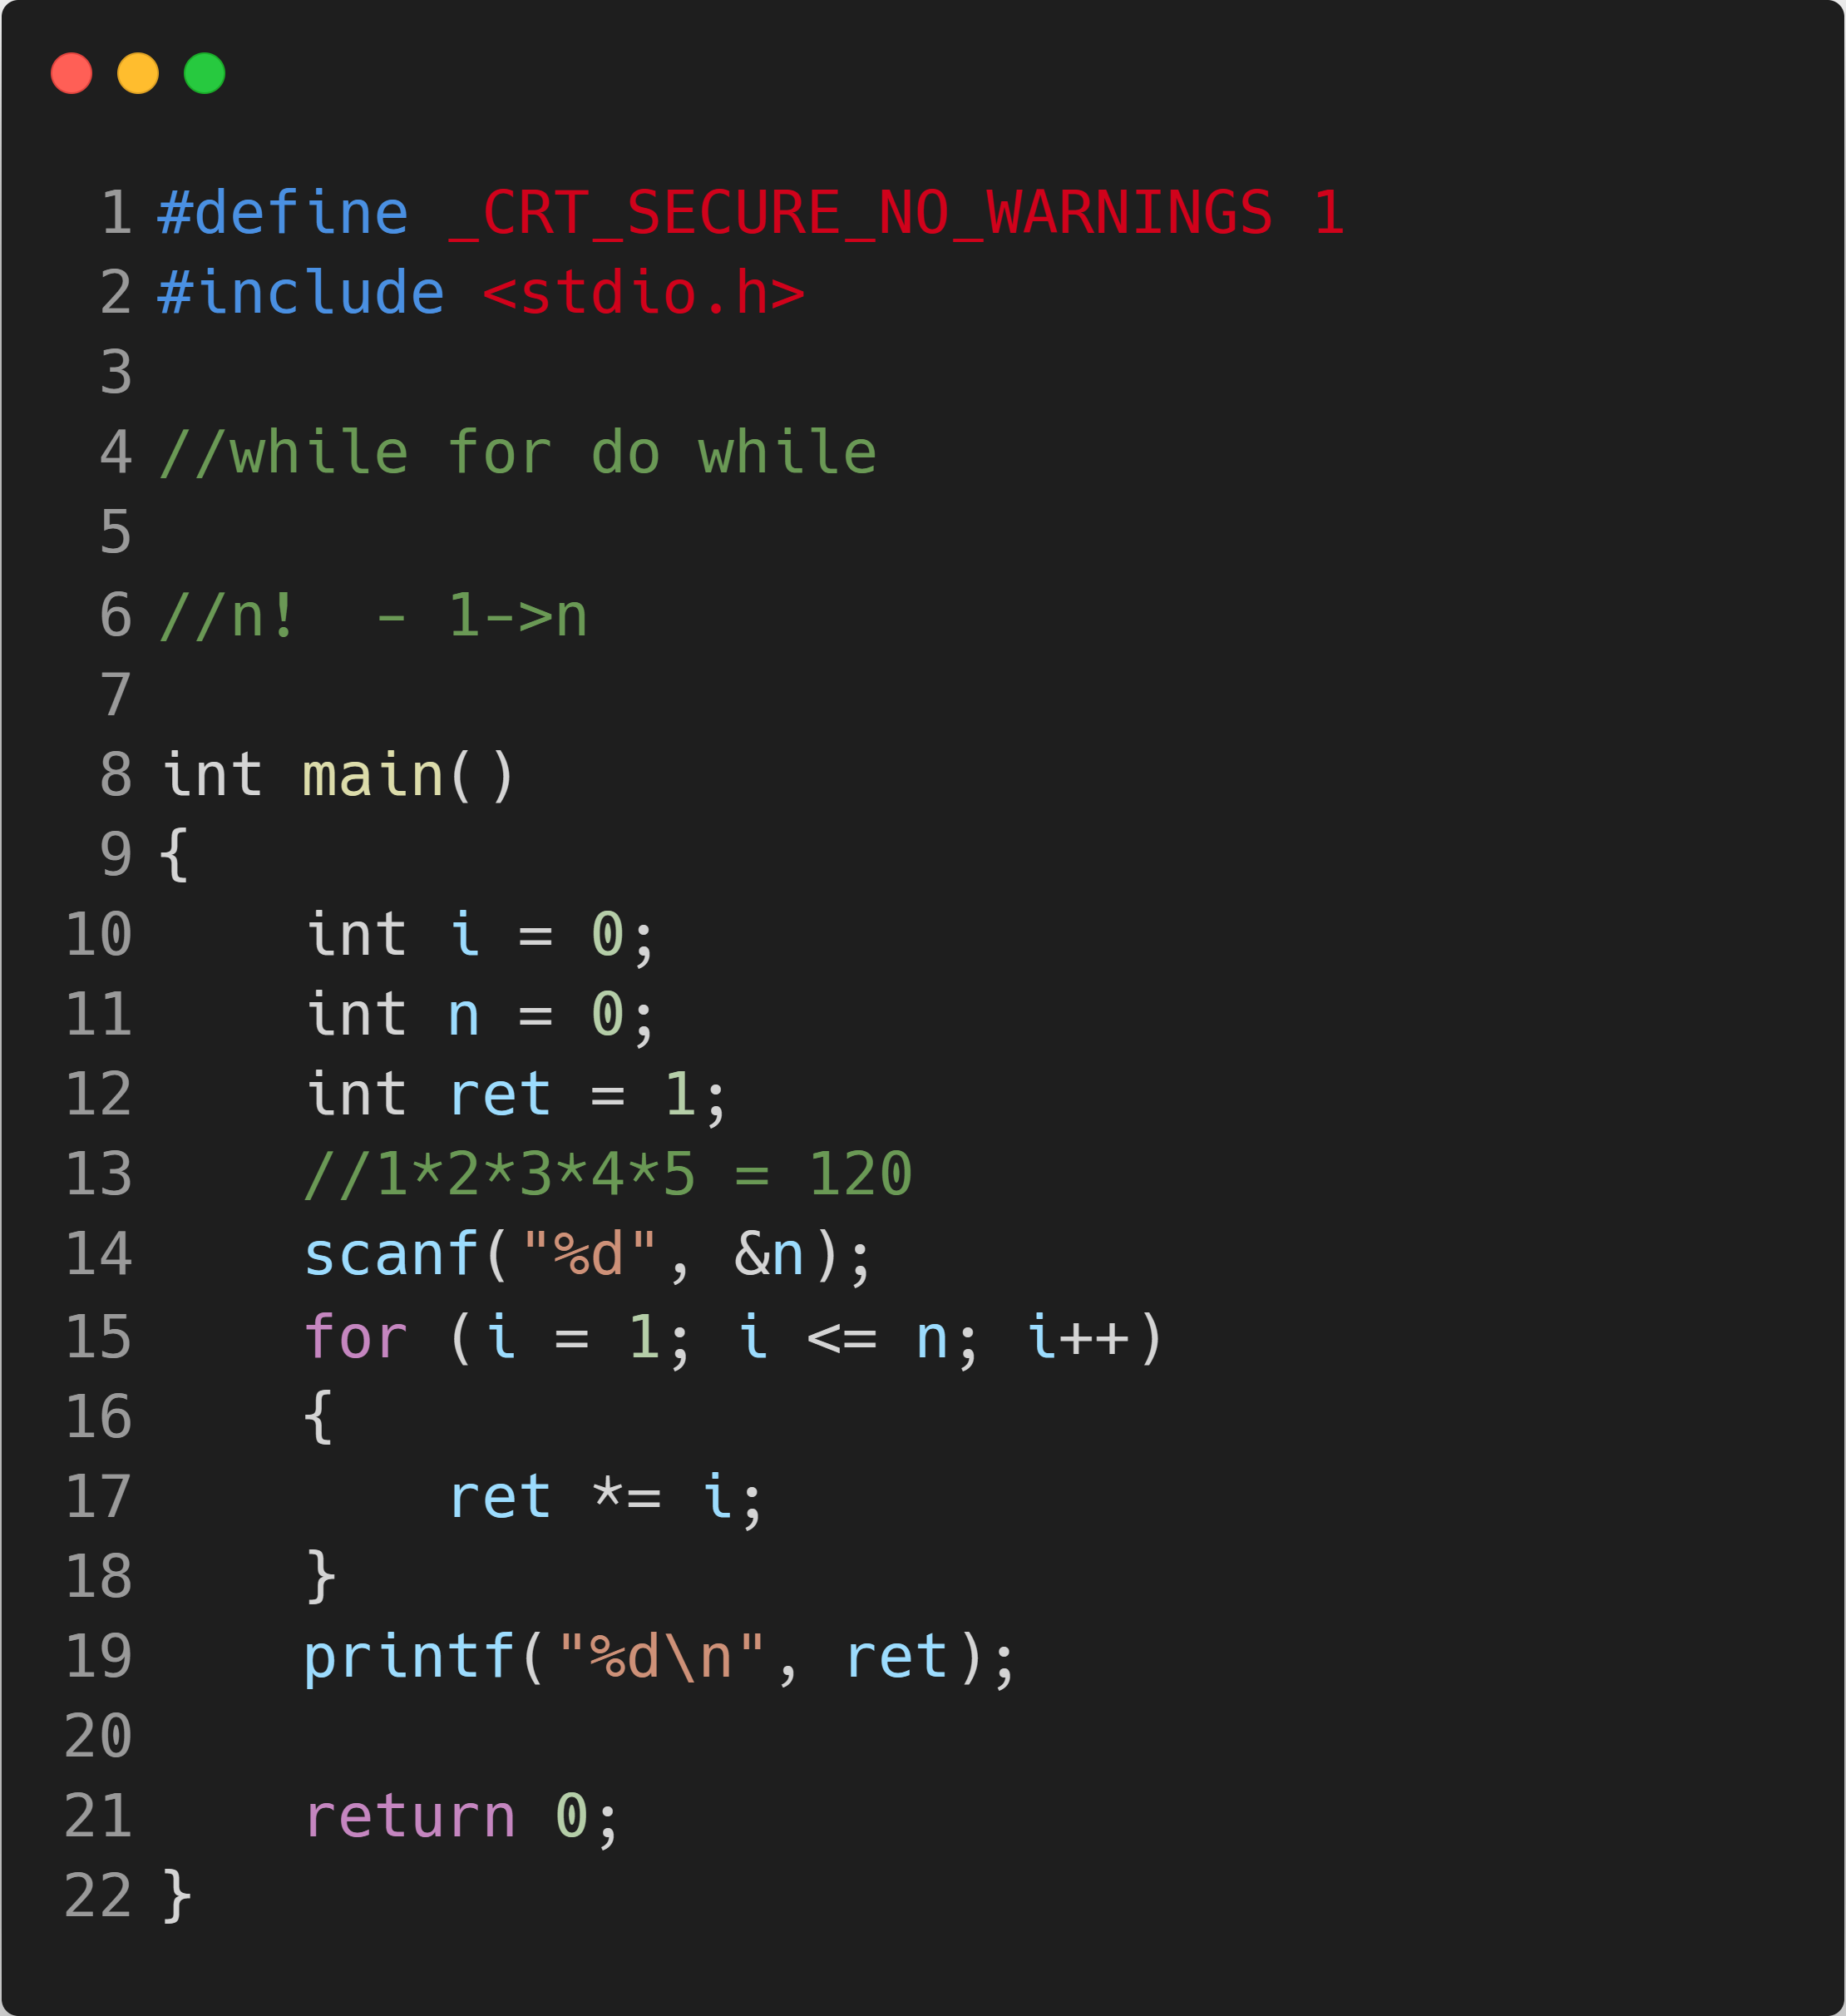 1 #define _CRT_SECURE_NO_WARNINGS 1
2 #include <stdio.h>
3
4 //while for do while
5
6 //n!  - 1->n
7
8 int main()
9 {
10     int i = 0;
11     int n = 0;
12     int ret = 1;
13     //1*2*3*4*5 = 120
14     scanf("%d", &n);
15     for (i = 1; i <= n; i++)
16     {
17         ret *= i;
18     }
19     printf("%d\n", ret);
20
21     return 0;
22 }